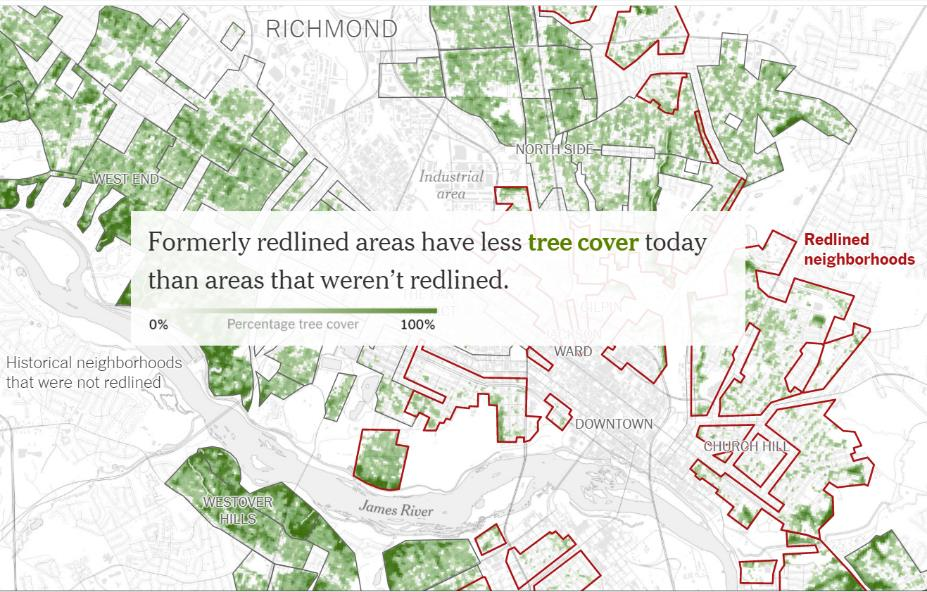 RICHMOND
NORTH SIDE
WEST END
Industrial
area
Formerly redlined areas have less tree cover today
than areas that weren’t redlined.
Redlined
neighborhoods
GILPIN
0% Percentage tree cover 100%
WARD
Historical neighborhoods
that were not redlined
DOWNTOWN
CHURCH HILL
WESTOVER
HILLS
James River